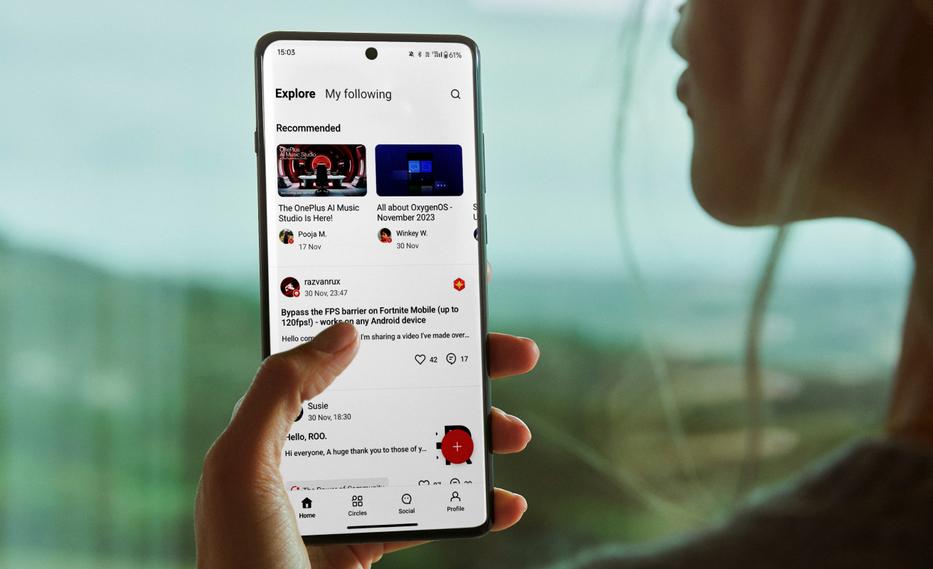 15:03
61%
Explore My following
Recommended
OnePlus
AI Music Studio
The OnePlus AI Music
Studio Is Here!
Pooja M.
17 Nov
All about OxygenOS -
November 2023
Winkey W.
30 Nov
S
razvanrux
30 Nov, 23:47
Bypass the FPS barrier on Fortnite Mobile (up to
120fps!) - works on any Android device
Hello com I'm sharing a video I've made over...
42 17
Susie
30 Nov, 18:30
Hello, ROO.
Hi everyone, A huge thank you to those of y...
R
The Power of Community
Home Circles Social Profile